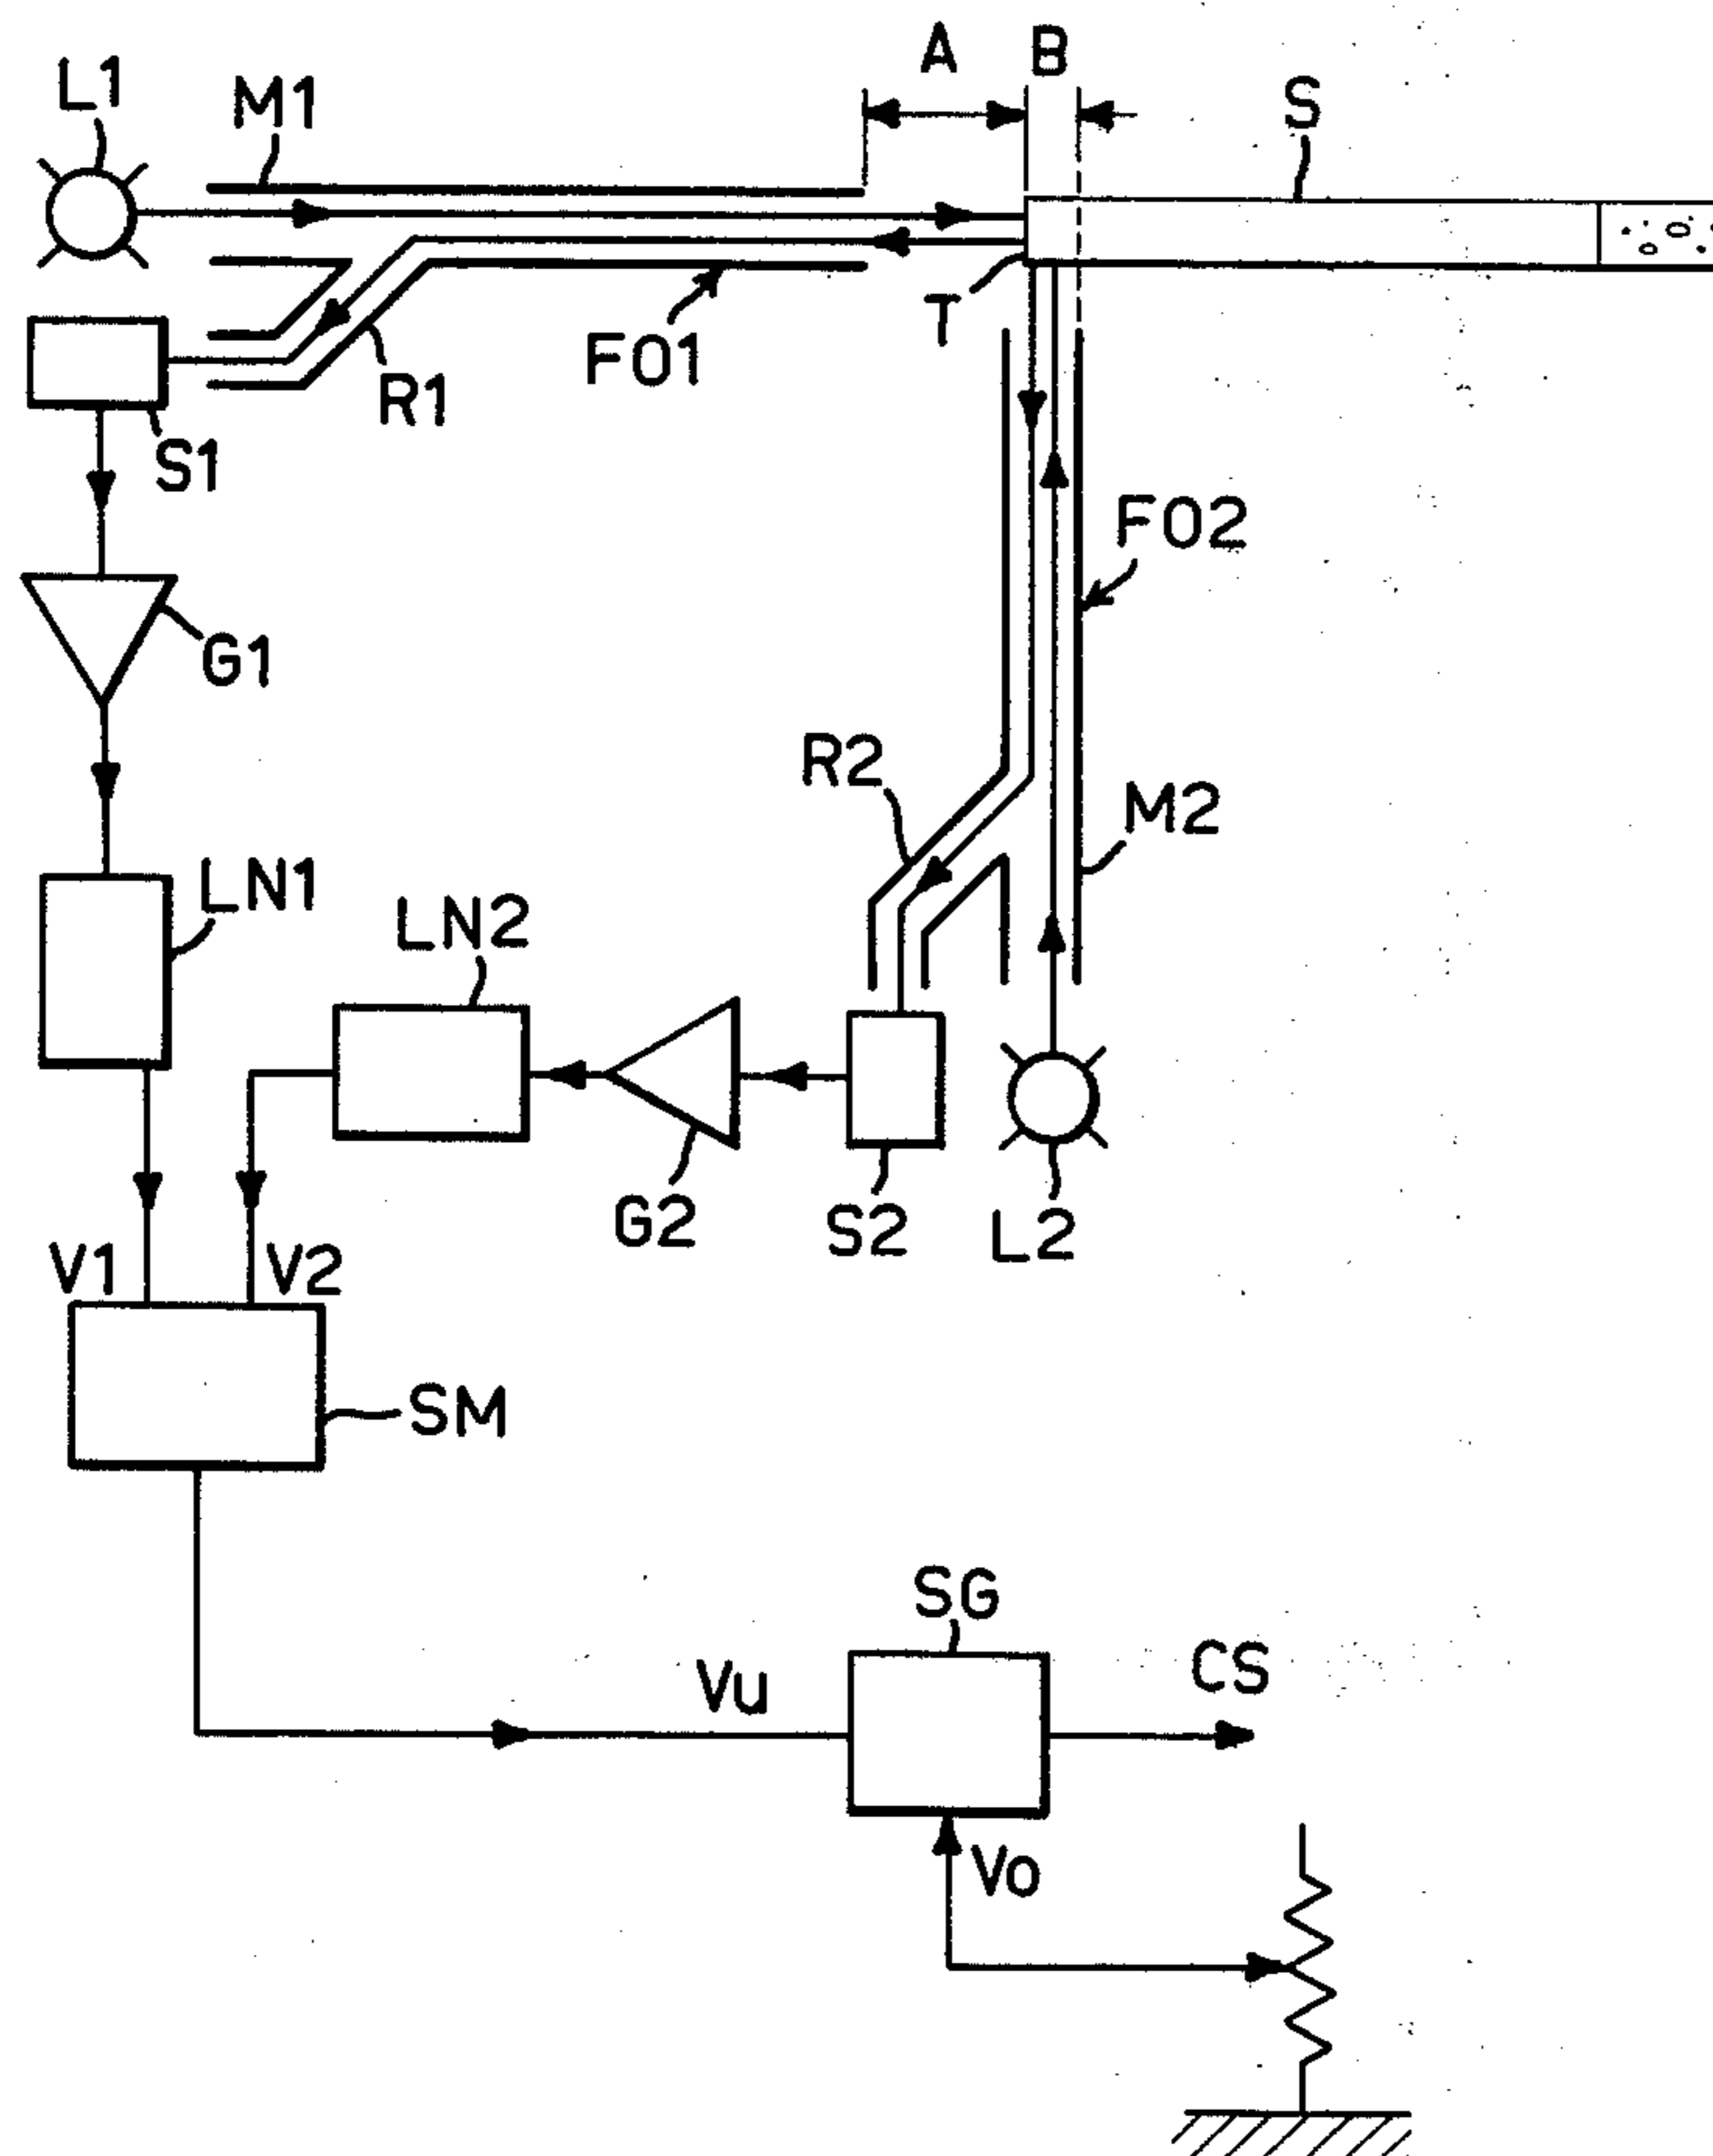 A B
L1 M1 S
T
FO1
R1
S1
FO2
G1
R2
M2
LN1
LN2
G2 S2 L2
V1 V2
SM
SG
Vu CS
Vo